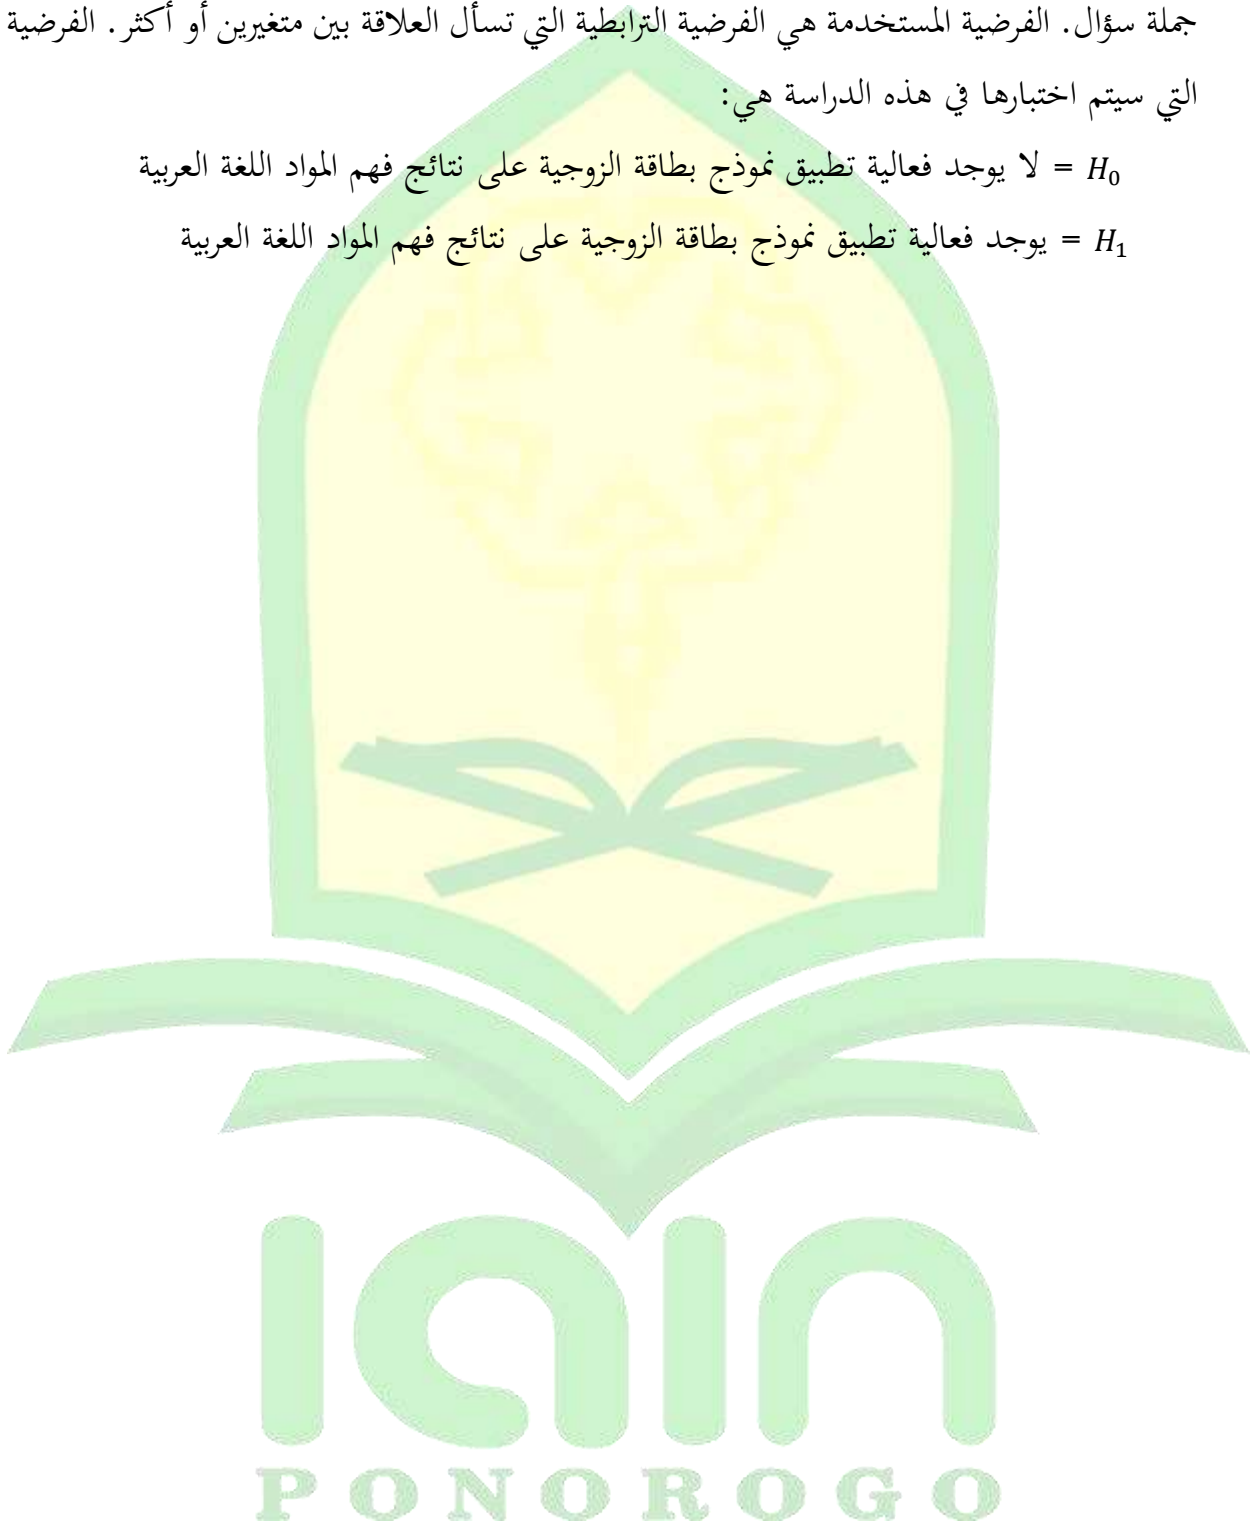 جملة سؤال. الفرضية المستخدمة هي الفرضية الترابطية التي تسأل العلاقة بين متغيرين أو أكثر. الفرضية
التي سيتم اختبارها في هذه الدراسة هي:
H₀ = لا يوجد فعالية تطبيق نموذج بطاقة الزوجية على نتائج فهم المواد اللغة العربية
H₁ = يوجد فعالية تطبيق نموذج بطاقة الزوجية على نتائج فهم المواد اللغة العربية
iain
PONOROGO